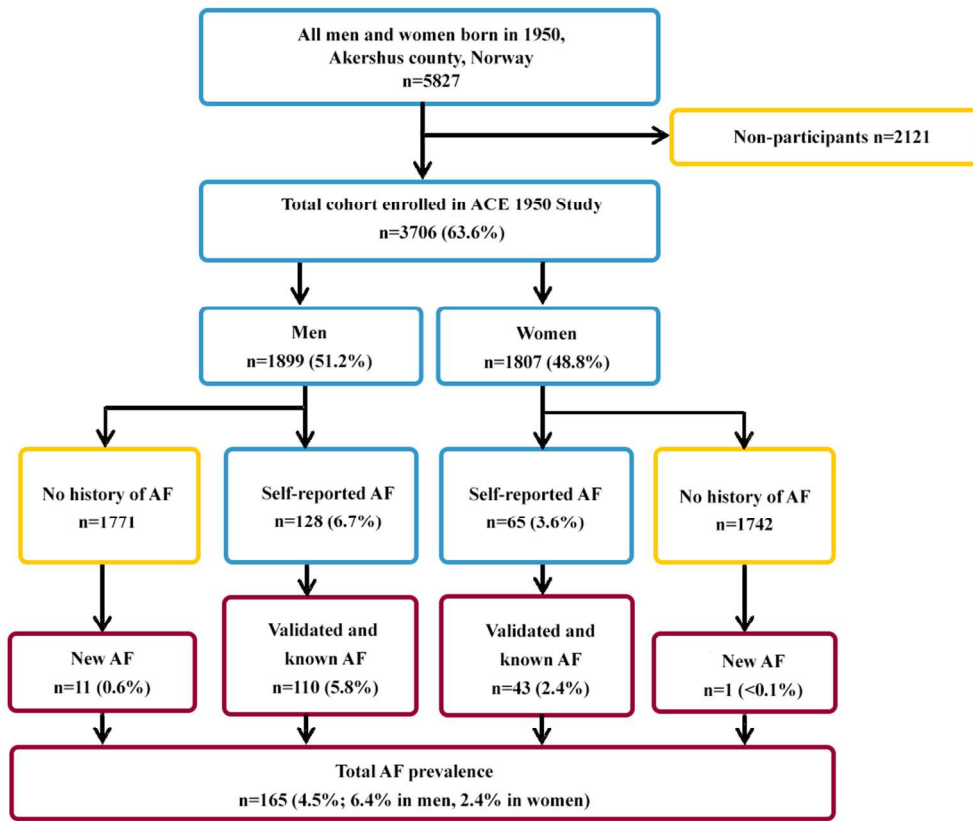 All men and women born in 1950,
Akershus county, Norway
n=5827
Non-participants n=2121
Total cohort enrolled in ACE 1950 Study
n=3706 (63.6%)
Men
n=1899 (51.2%)
Women
n=1807 (48.8%)
No history of AF
n=1771
Self-reported AF
n=128 (6.7%)
Self-reported AF
n=65 (3.6%)
No history of AF
n=1742
New AF
n=11 (0.6%)
Validated and
known AF
n=110 (5.8%)
Validated and
known AF
n=43 (2.4%)
New AF
n=1 (<0.1%)
Total AF prevalence
n=165 (4.5%; 6.4% in men, 2.4% in women)